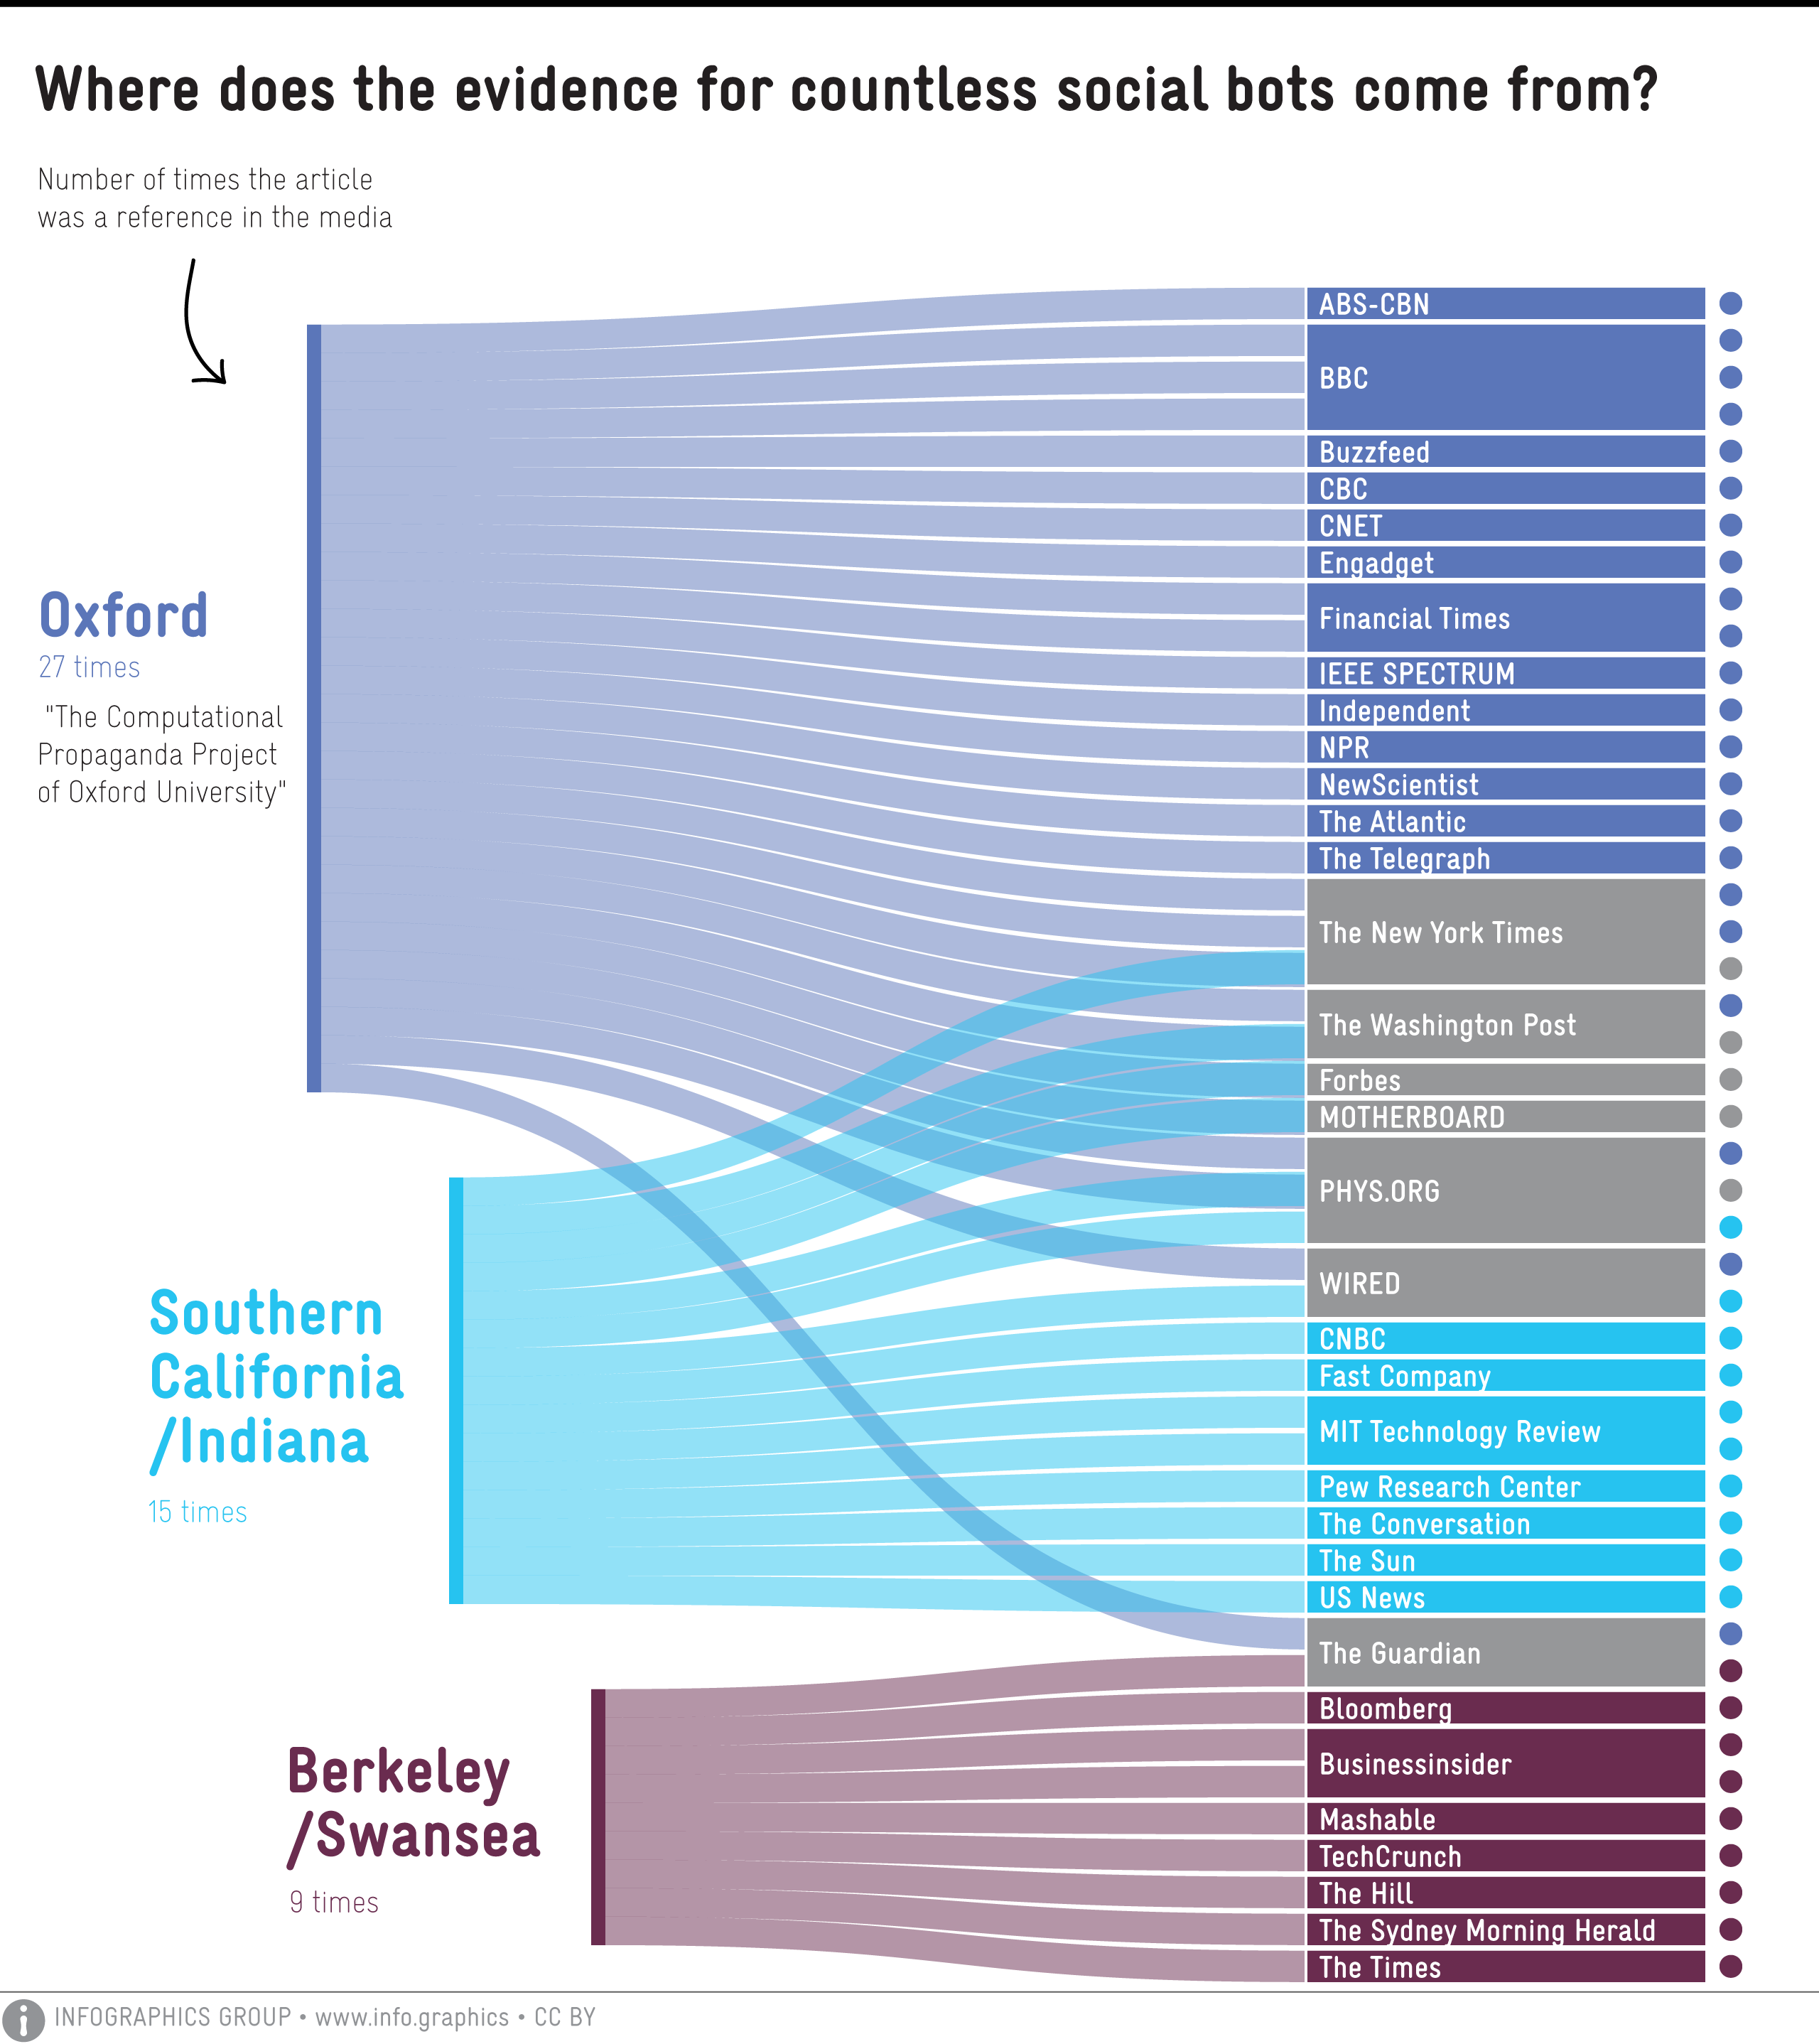 Where does the evidence for countless social bots come from?
Number of times the article
was a reference in the media
Oxford
27 times
"The Computational
Propaganda Project
of Oxford University"
Southern
California
/Indiana
15 times
Berkeley
/Swansea
9 times
ABS-CBN
BBC
Buzzfeed
CBC
CNET
Engadget
Financial Times
IEEE SPECTRUM
Independent
NPR
NewScientist
The Atlantic
The Telegraph
The New York Times
The Washington Post
Forbes
MOTHERBOARD
PHYS.ORG
WIRED
CNBC
Fast Company
MIT Technology Review
Pew Research Center
The Conversation
The Sun
US News
The Guardian
Bloomberg
Businessinsider
Mashable
TechCrunch
The Hill
The Sydney Morning Herald
The Times
i INFOGRAPHICS GROUP • www.info.graphics • CC BY